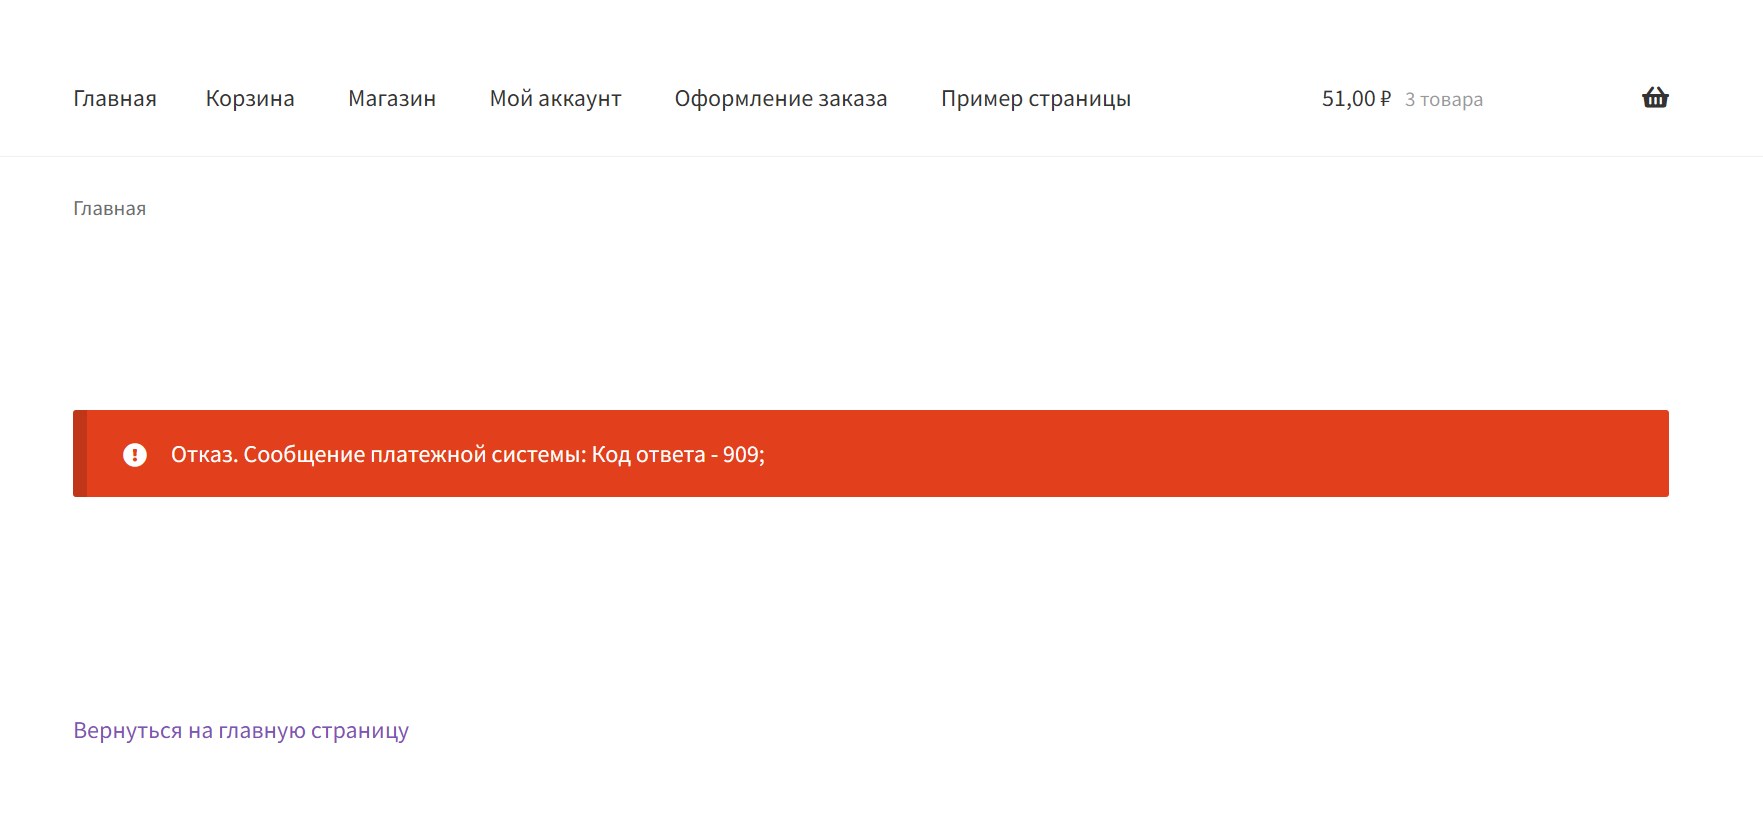 Главная Корзина Магазин Мой аккаунт Оформление заказа Пример страницы 51,00 ₽ 3 товара
Главная
Отказ. Сообщение платежной системы: Код ответа - 909;
Вернуться на главную страницу